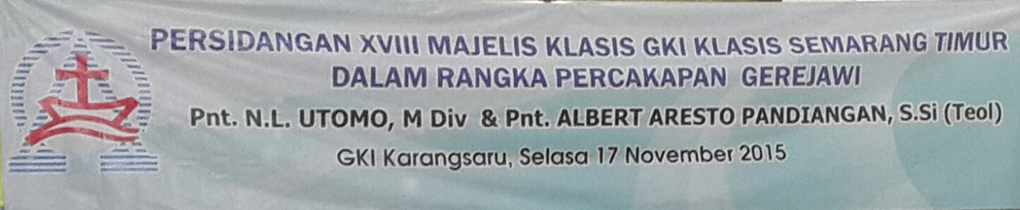 PERSIDANGAN XVIII MAJELIS KLASIS GKI KLASIS SEMARANG TIMUR
DALAM RANGKA PERCAKAPAN GEREJAWI
Pnt. N.L. UTOMO, M Div & Pnt. ALBERT ARESTO PANDIANGAN, S.Si (Teol)
GKI Karangsaru, Selasa 17 November 2015